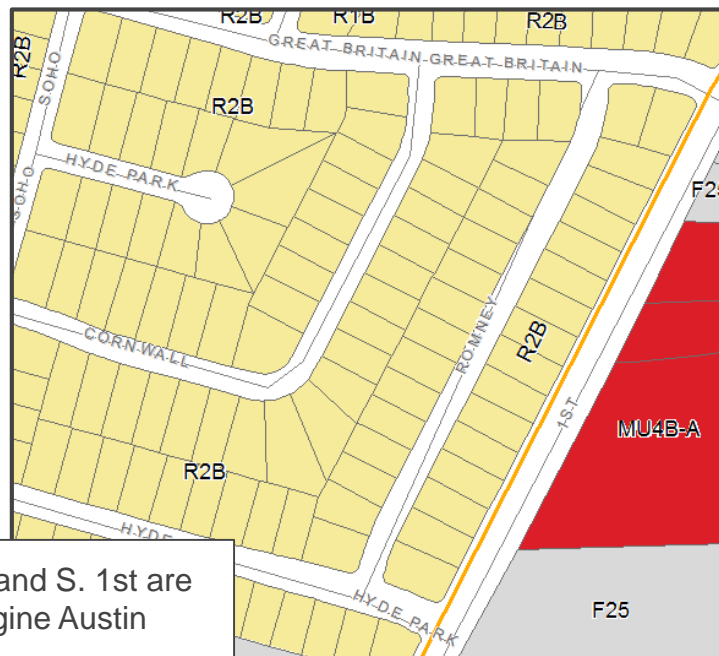 R2B
R1B
R2B
R2B
GREAT BRITAIN
GREAT BRITAIN
SOHO
R2B
HYDE PARK
SOHO
F25
CORNWALL
ROMNEY
R2B
1ST
MU4B-A
R2B
HYDE PARK
F25
and S. 1st are
gine Austin